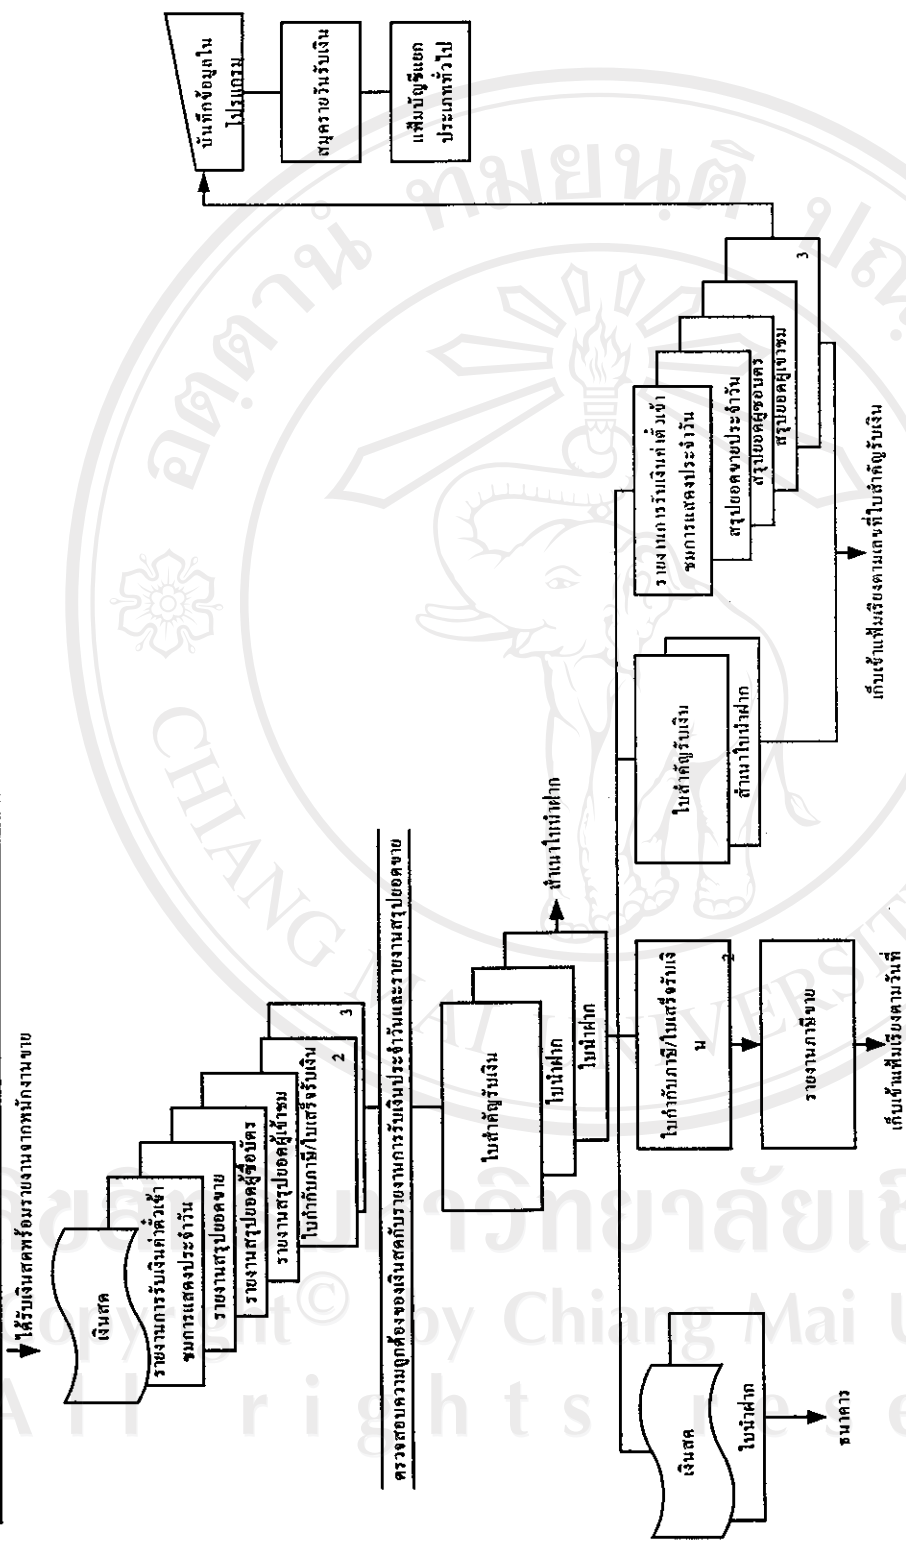 ได้รับเงินสดพร้อมรายงานจากพนักงานขาย
เงินสด
รายงานการรับเงินค่าตั๋วเข้า
ชมการแสดงประจำวัน
รายงานสรุปยอดขาย
รายงานสรุปยอดผู้ซื้อบัตร
รายงานสรุปยอดผู้เข้าชม
ใบกำกับภาษี/ใบเสร็จรับเงิน
2
3
ตรวจสอบความถูกต้องของเงินสดกับรายงานการรับเงินประจำวันและรายงานสรุปยอดขาย
ใบสำคัญรับเงิน
ใบนำฝาก
ใบนำฝาก
สำเนาใบนำฝาก
เงินสด
ใบนำฝาก
ธนาคาร
ใบกำกับภาษี/ใบเสร็จรับเงิ
น
2
รายงานภาษีขาย
เก็บเข้าแฟ้มเรียงตามวันที่
ใบสำคัญรับเงิน
สำเนาใบนำฝาก
รายงานการรับเงินค่าตั๋วเข้า
ชมการแสดงประจำวัน
สรุปยอดขายประจำวัน
สรุปยอดผู้ซื้อบัตร
สรุปยอดผู้เข้าชม
3
เก็บเข้าแฟ้มเรียงตามเลขที่ใบสำคัญรับเงิน
บันทึกข้อมูลใน
โปรแกรม
สมุดรายวันรับเงิน
แฟ้มบัญชีแยก
ประเภททั่วไป
อตฺตานํ ทมยนฺติ
CHIANG MAI UNIVERSIT
Copyright© by Chiang Mai U
All rights re